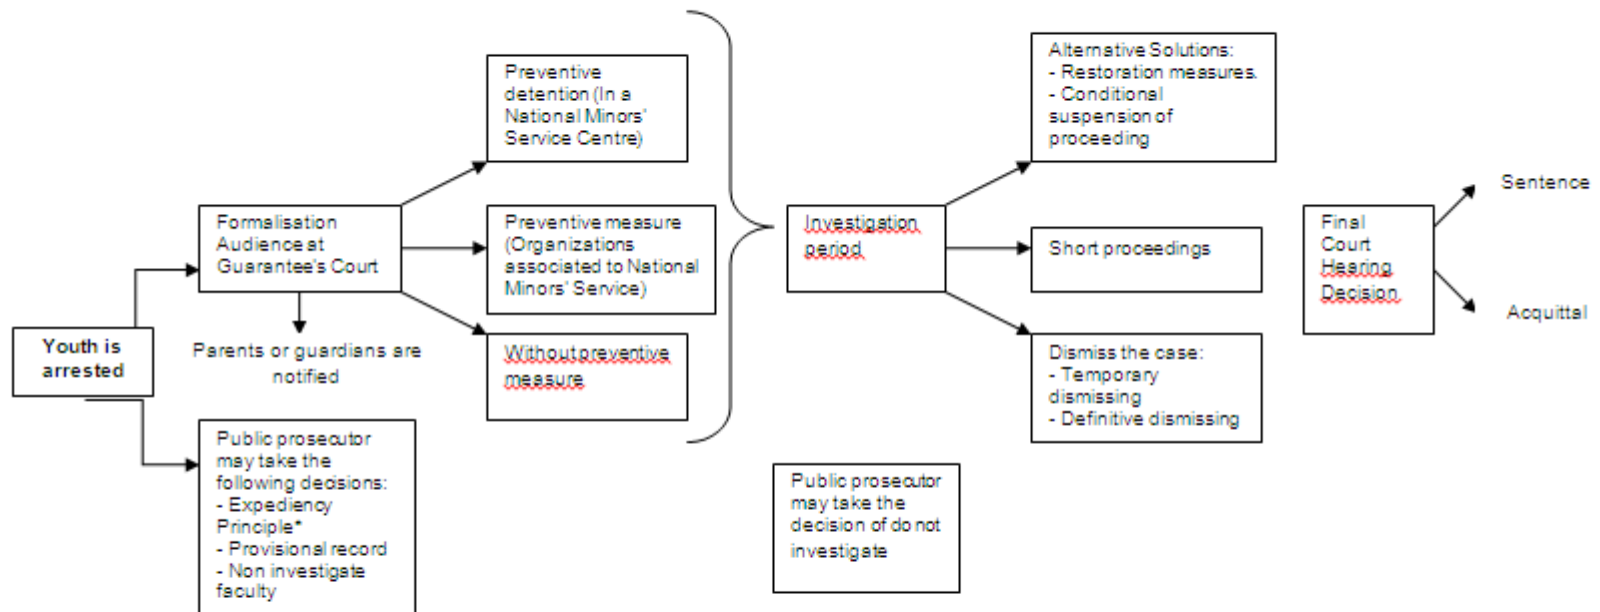 Youth is
arrested
Formalisation
Audience at
Guarantee's Court
Parents or guardians are
notified
Public prosecutor
may take the
following decisions:
- Expediency
Principle*
- Provisional record
- Non investigate
faculty
Preventive
detention (In a
National Minors'
Service Centre)
Preventive measure
(Organizations
associated to National
Minors' Service)
Without preventive
measure
Investigation
period
Public prosecutor
may take the
decision of do not
investigate
Alternative Solutions:
- Restoration measures.
- Conditional
suspension of
proceeding
Short proceedings
Dismiss the case:
- Temporary
dismissing
- Definitive dismissing
Final
Court
Hearing
Decision
Sentence
Acquittal